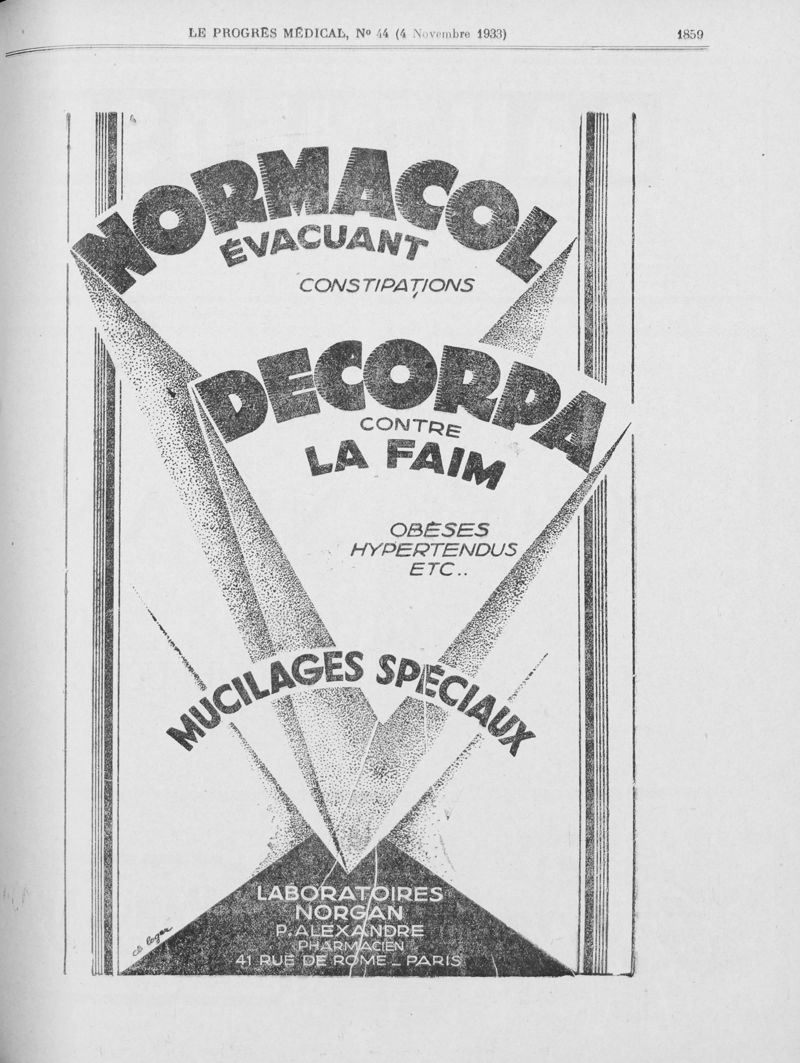 LE PROGRÈS MÉDICAL, Nº 44 (4 Novembre 1933)
1859
NORMACOL
ÉVACUANT
CONSTIPATIONS
DECORPA
CONTRE
LA FAIM
OBÈSES
HYPERTENDUS
ETC..
MUCILAGES SPÉCIAUX
LABORATOIRES
NORGAN
P. ALEXANDRE
PHARMACIEN
41 RUE DE ROME _ PARIS